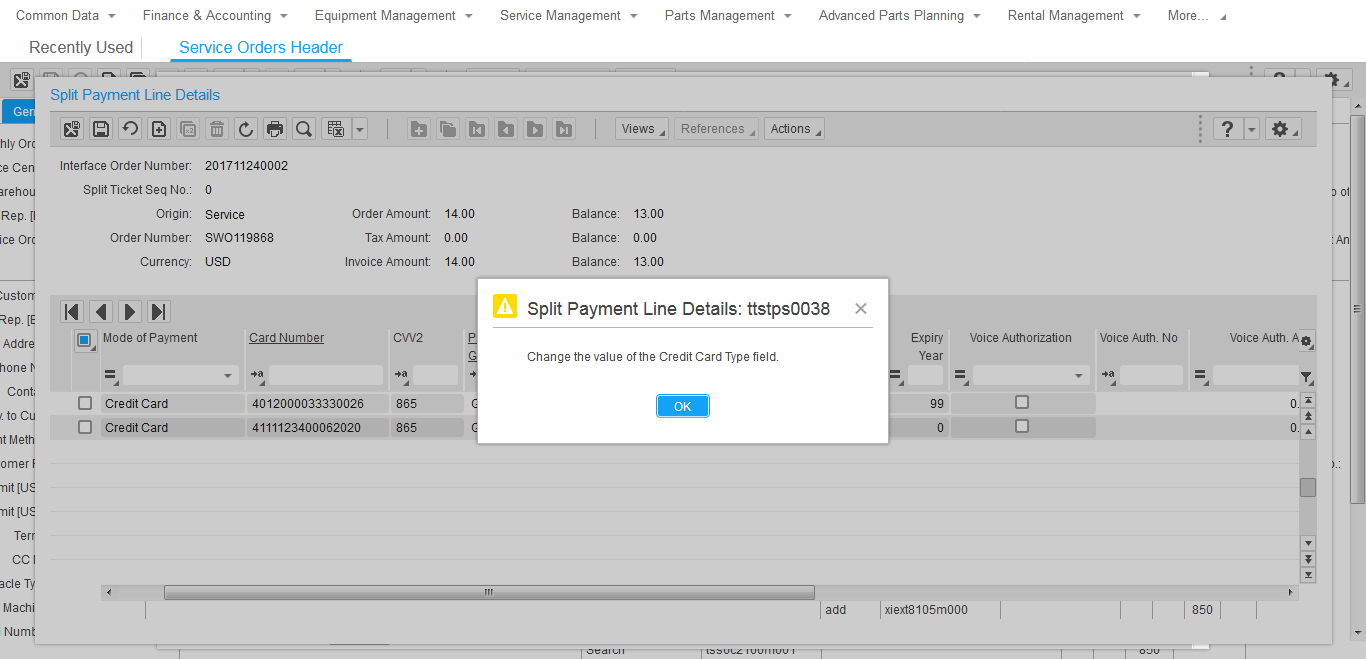 Common Data Finance & Accounting Equipment Management Service Management Parts Management Advanced Parts Planning Rental Management More...
Recently Used Service Orders Header
Split Payment Line Details
Views References Actions
Interface Order Number: 201711240002
Split Ticket Seq No.: 0
Origin: Service Order Amount: 14.00 Balance: 13.00
Order Number: SWO119868 Tax Amount: 0.00 Balance: 0.00
Currency: USD Invoice Amount: 14.00 Balance: 13.00
Split Payment Line Details: ttstps0038
Change the value of the Credit Card Type field.
OK
Mode of Payment Card Number CVV2 Expiry Year Voice Authorization Voice Auth. No Voice Auth. A
Credit Card 4012000033330026 865 99 0.
Credit Card 4111123400062020 865 0 0.
add xiext8105m000 850
Search 850